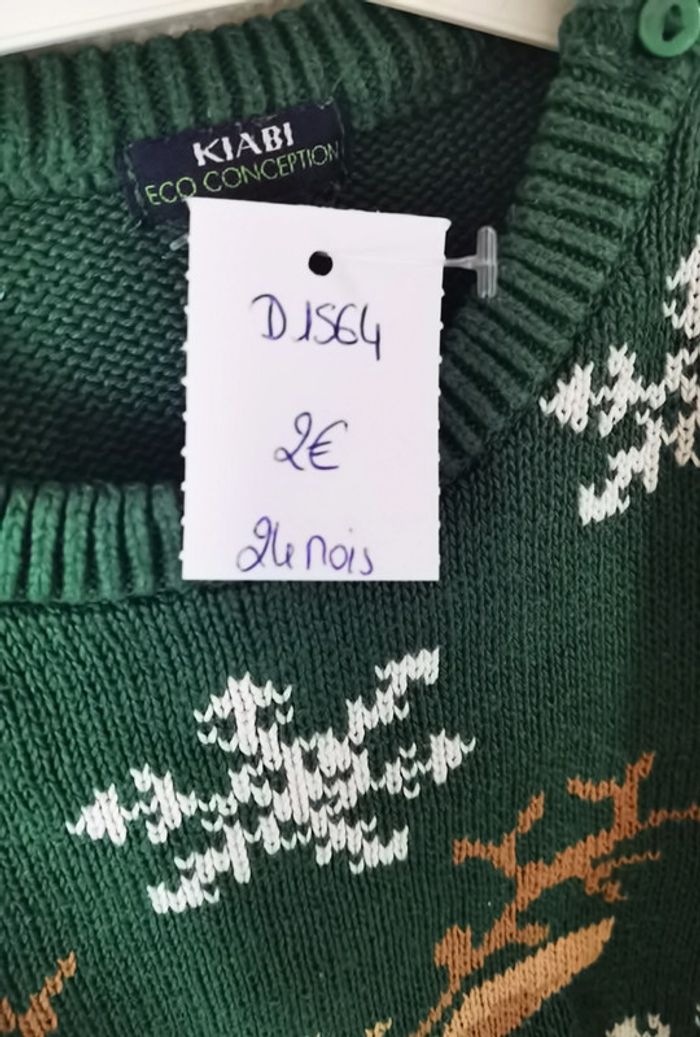 KIABI
ECO CONCEPTION
D1564
2€
24 mois